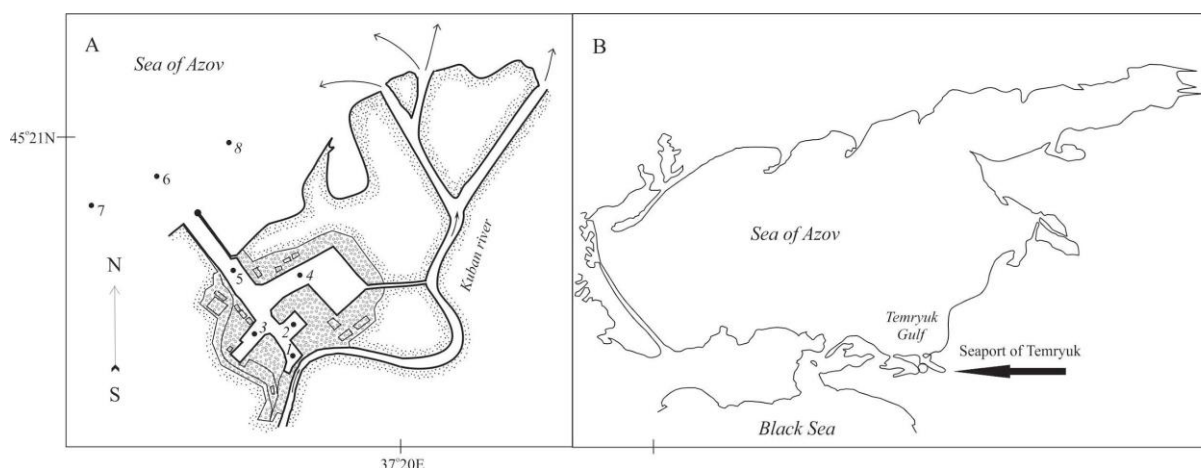 A
Sea of Azov
45°21N
8
6
7
N
S
5
4
3
2
1
Kuban river
37°20E
B
Sea of Azov
Temryuk
Gulf
Seaport of Temryuk
Black Sea